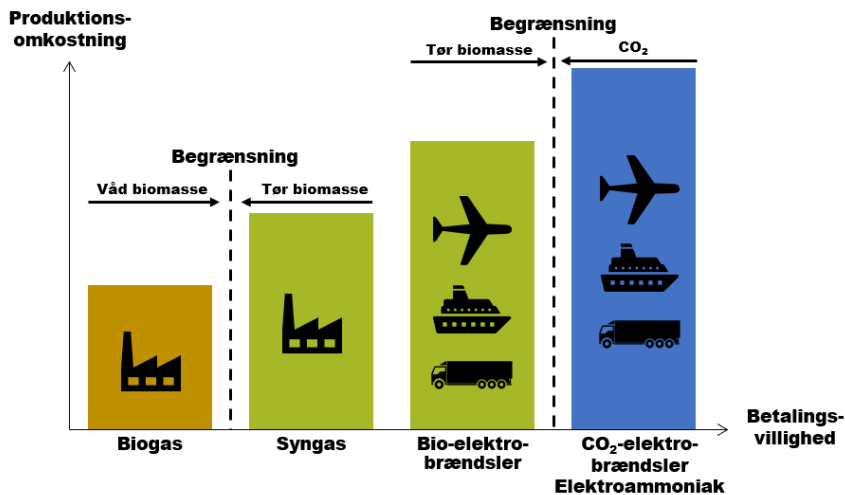 Produktions-
omkostning
Begrænsning
Tør biomasse
CO₂
Begrænsning
Våd biomasse
Tør biomasse
Biogas
Syngas
Bio-elektro-
brændsler
CO₂-elektro-
brændsler
Elektroammoniak
Betalings-
villighed